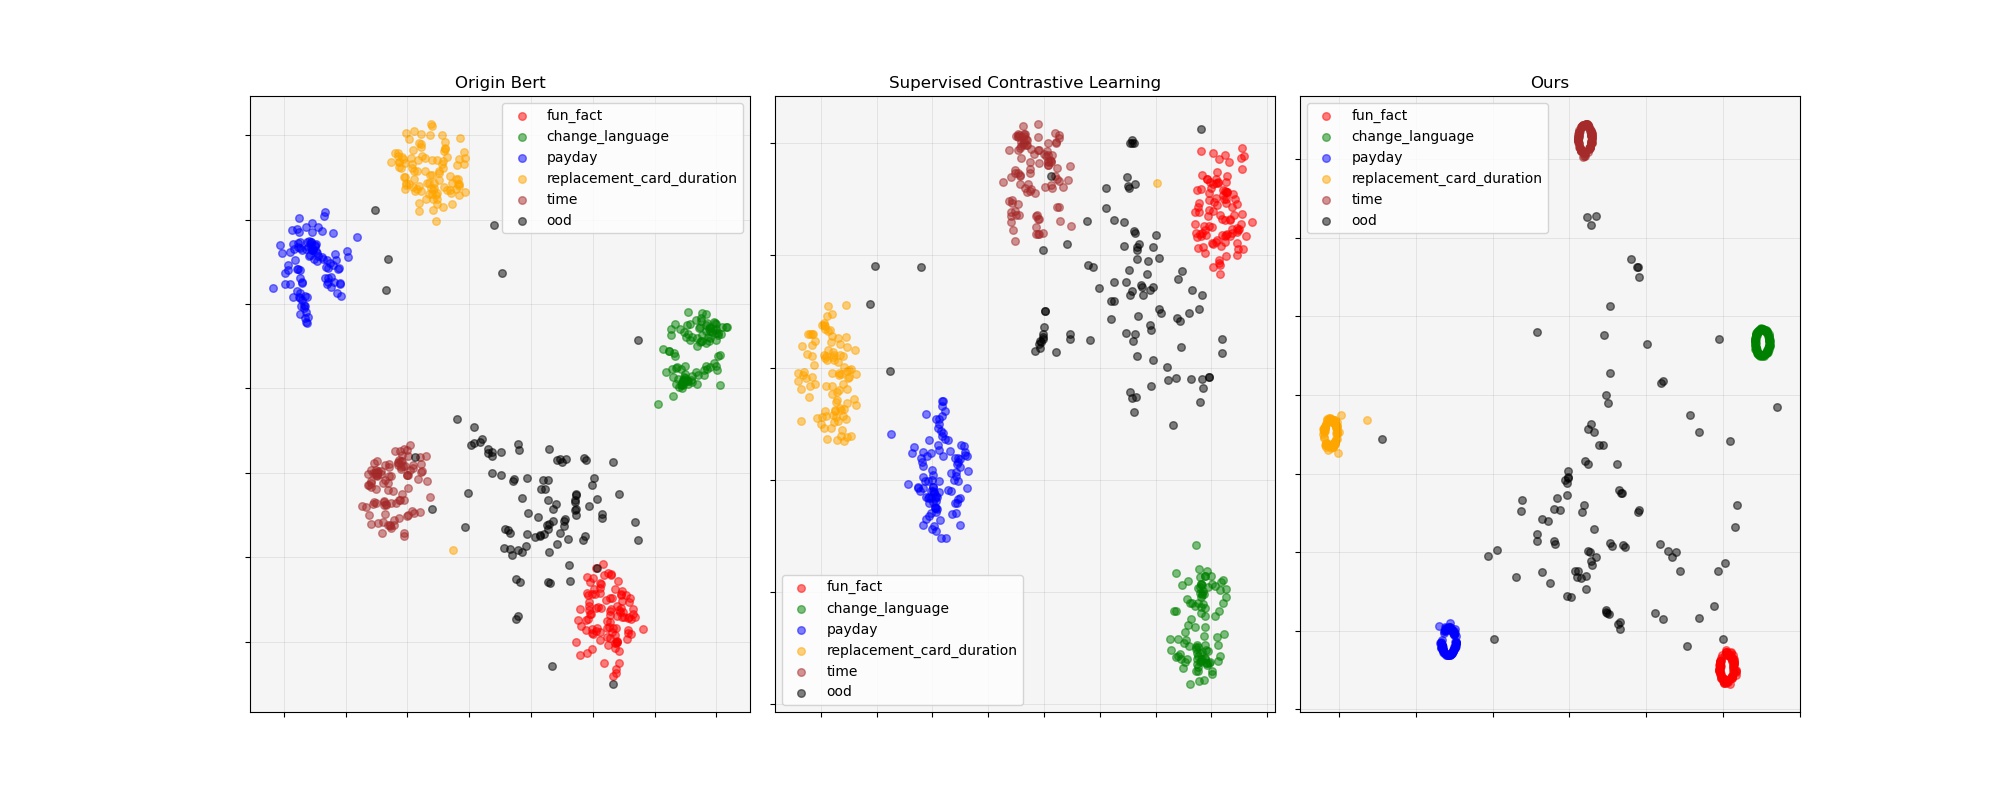 Origin Bert
fun_fact
change_language
payday
replacement_card_duration
time
ood
Supervised Contrastive Learning
fun_fact
change_language
payday
replacement_card_duration
time
ood
Ours
fun_fact
change_language
payday
replacement_card_duration
time
ood